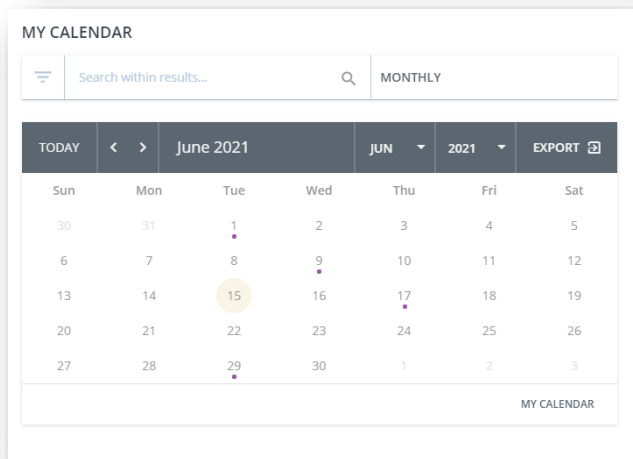 MY CALENDAR
Search within results...
MONTHLY
TODAY June 2021 JUN 2021 EXPORT
Sun Mon Tue Wed Thu Fri Sat
30 31 1 2 3 4 5
6 7 8 9 10 11 12
13 14 15 16 17 18 19
20 21 22 23 24 25 26
27 28 29 30 1 2 3
MY CALENDAR